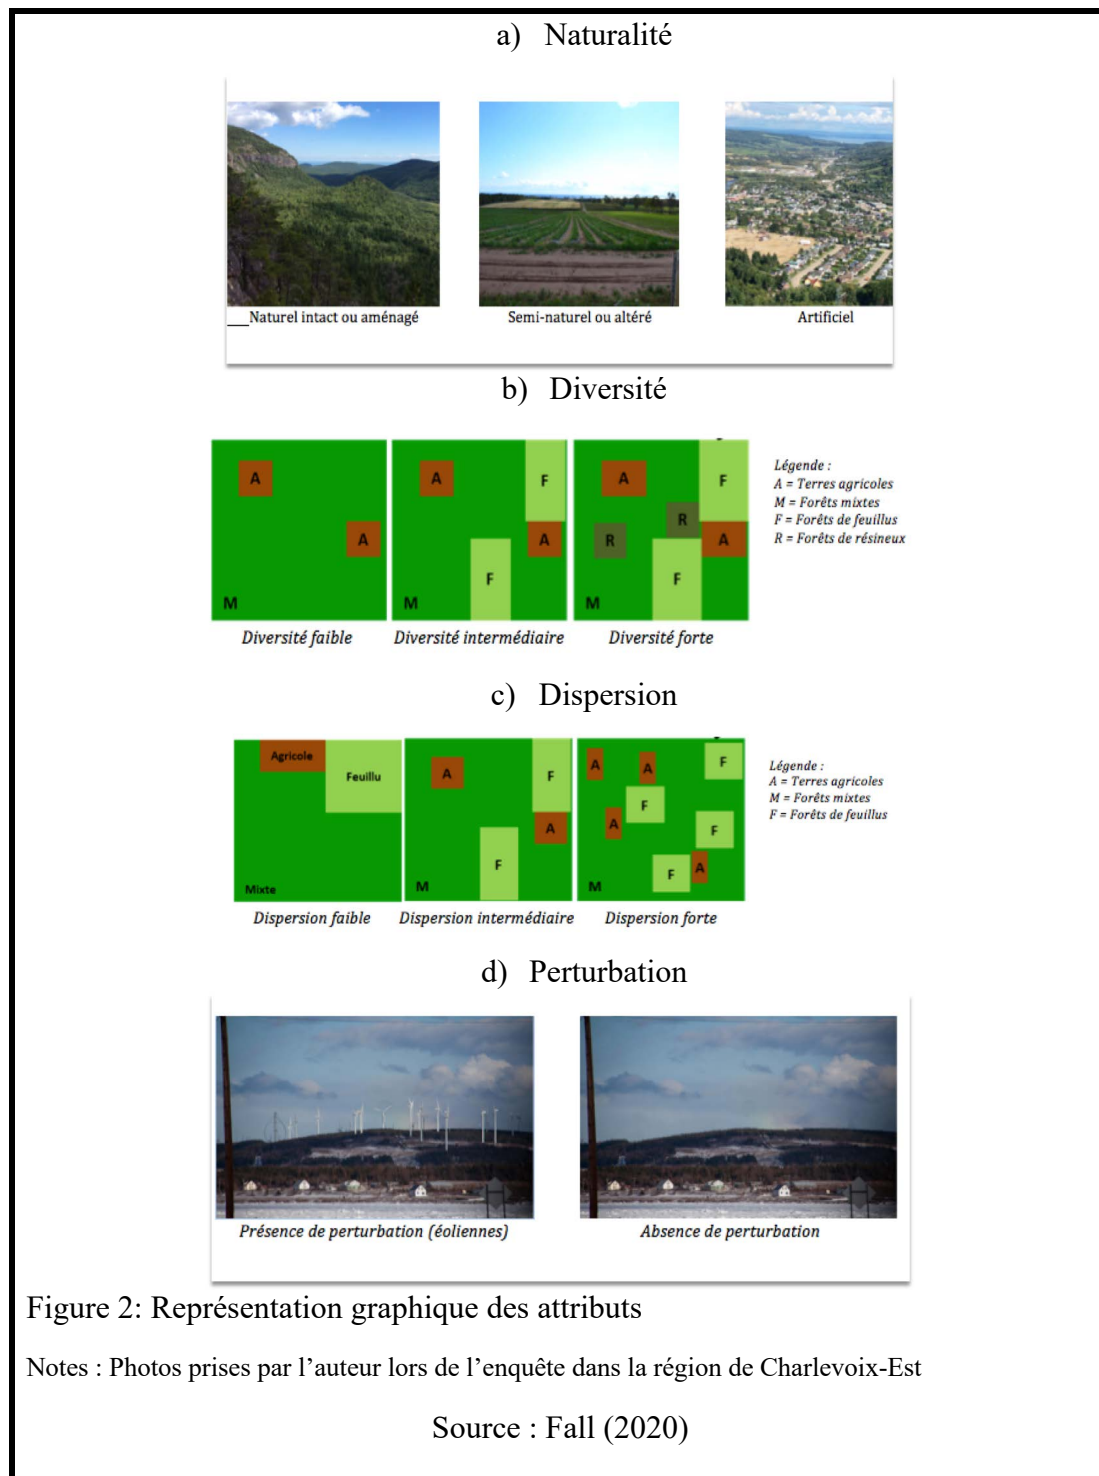 a) Naturalité
Naturel intact ou aménagé
Semi-naturel ou altéré
Artificiel
b) Diversité
A
A
M
Diversité faible
A
F
A
F
M
Diversité intermédiaire
A
F
R
R
A
F
M
Diversité forte
Légende :
A = Terres agricoles
M = Forêts mixtes
F = Forêts de feuillus
R = Forêts de résineux
c) Dispersion
Agricole
Feuillu
Mixte
Dispersion faible
A
F
A
F
M
Dispersion intermédiaire
A
A
F
F
A
F
F
A
M
Dispersion forte
Légende :
A = Terres agricoles
M = Forêts mixtes
F = Forêts de feuillus
d) Perturbation
Présence de perturbation (éoliennes)
Absence de perturbation
Figure 2: Représentation graphique des attributs
Notes : Photos prises par l'auteur lors de l'enquête dans la région de Charlevoix-Est
Source : Fall (2020)